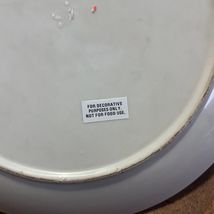 FOR DECORATIVE
PURPOSES ONLY.
NOT FOR FOOD USE.